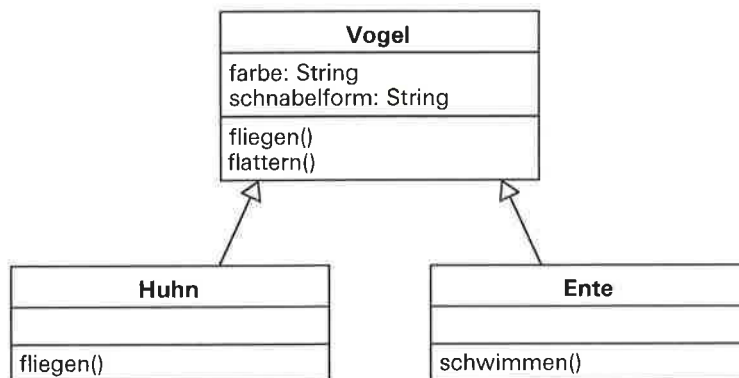 Vogel
farbe: String
schnabelform: String
fliegen()
flattern()
Huhn
fliegen()
Ente
schwimmen()